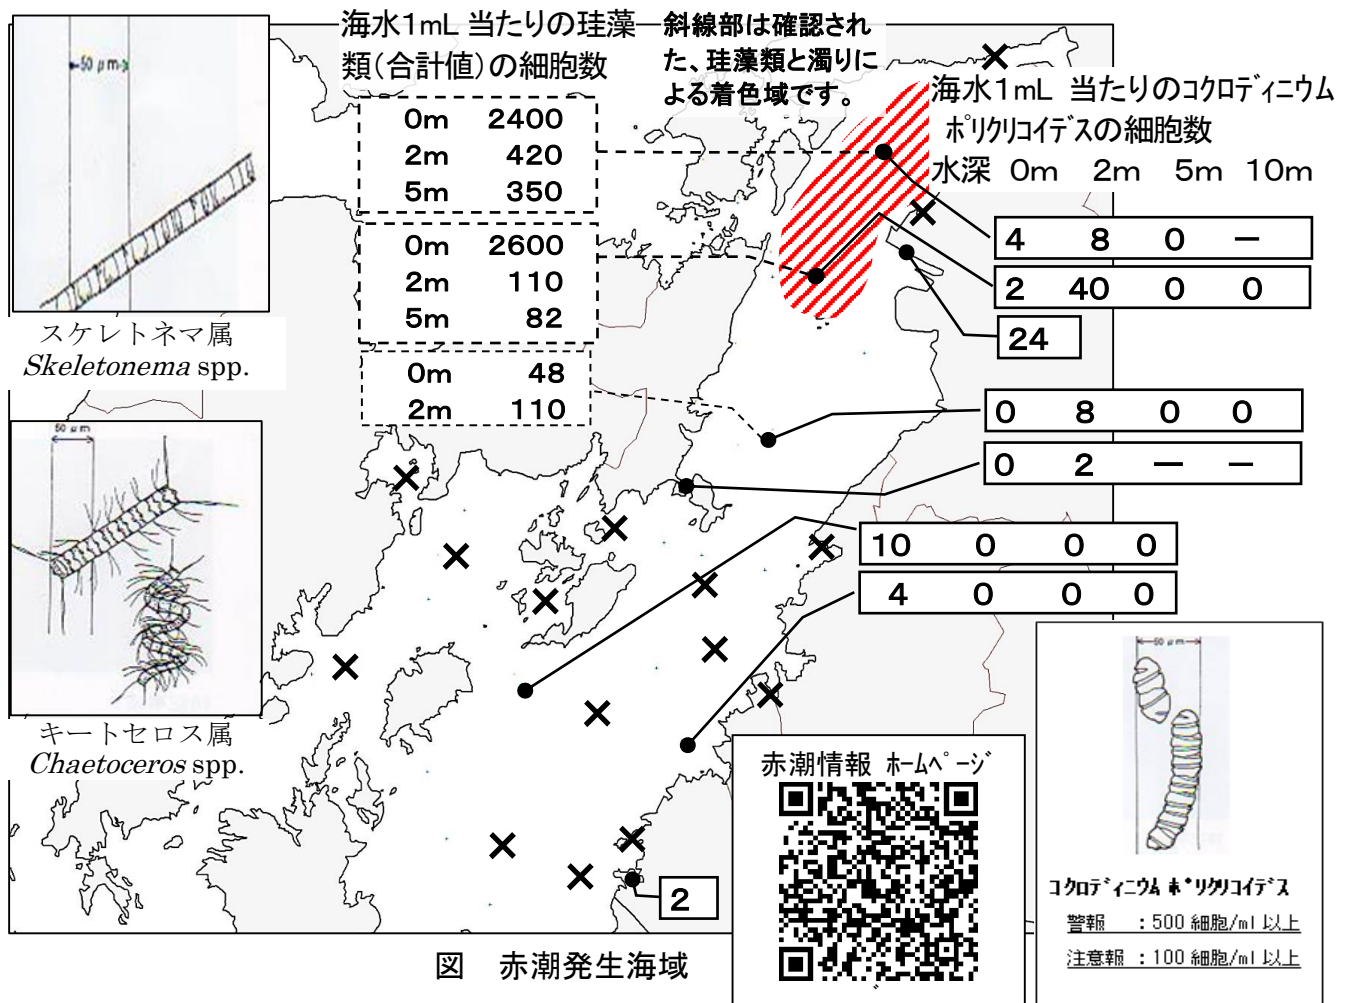 50 μm
スケレトネマ属
Skeletonema spp.
50 μm
キートセロス属
Chaetoceros spp.
海水1mL 当たりの珪藻
類(合計値)の細胞数
0m 2400
2m 420
5m 350
0m 2600
2m 110
5m 82
0m 48
2m 110
斜線部は確認され
た、珪藻類と濁りに
よる着色域です。
海水1mL 当たりのコクロディニウム
ポリクリコイデスの細胞数
水深 0m 2m 5m 10m
4 8 0 ー
2 40 0 0
24
0 8 0 0
0 2 ー ー
10 0 0 0
4 0 0 0
2
赤潮情報 ホームページ
50 μm
コクロディニウム ポリクリコイデス
警報 :500 細胞/ml 以上
注意報 :100 細胞/ml 以上
図 赤潮発生海域